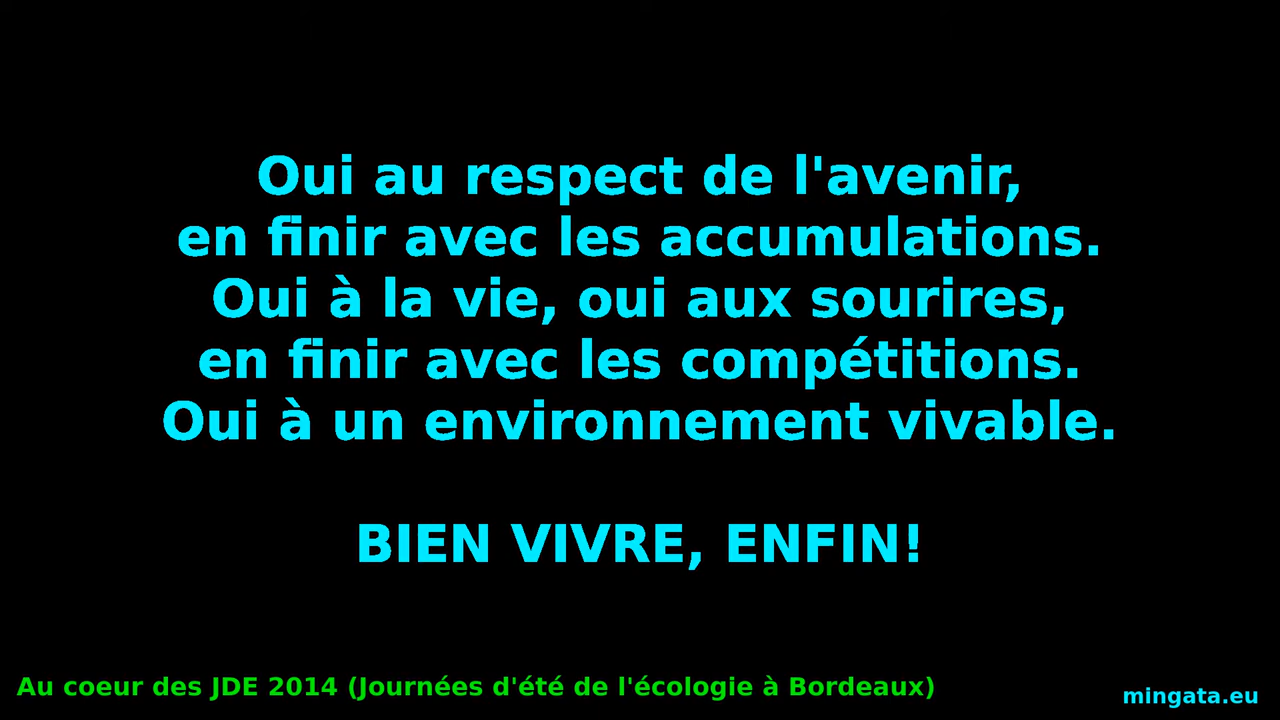 Oui au respect de l'avenir,
en finir avec les accumulations.
Oui à la vie, oui aux sourires,
en finir avec les compétitions.
Oui à un environnement vivable.
BIEN VIVRE, ENFIN!
Au coeur des JDE 2014 (Journées d'été de l'écologie à Bordeaux)
mingata.eu